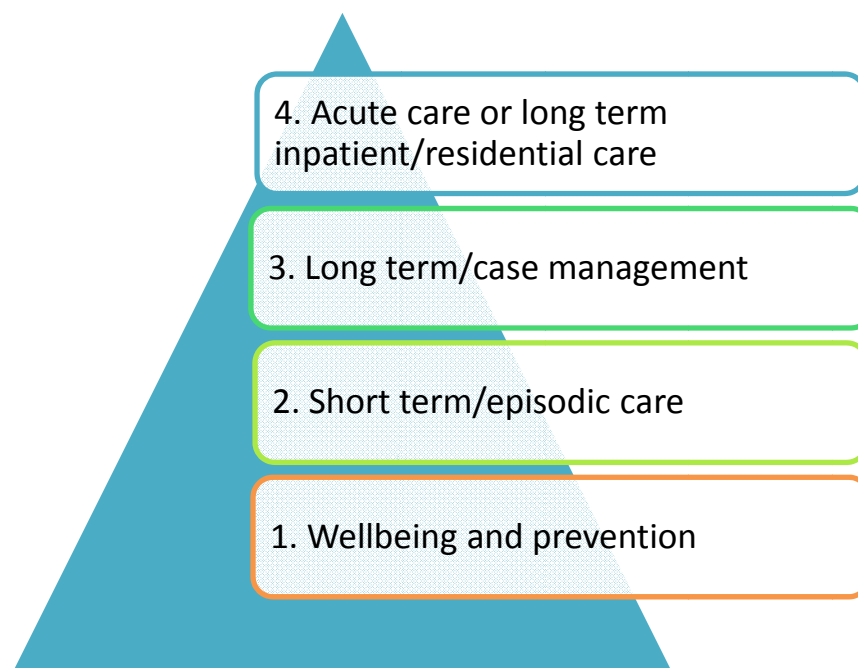 4. Acute care or long term
inpatient/residential care
3. Long term/case management
2. Short term/episodic care
1. Wellbeing and prevention